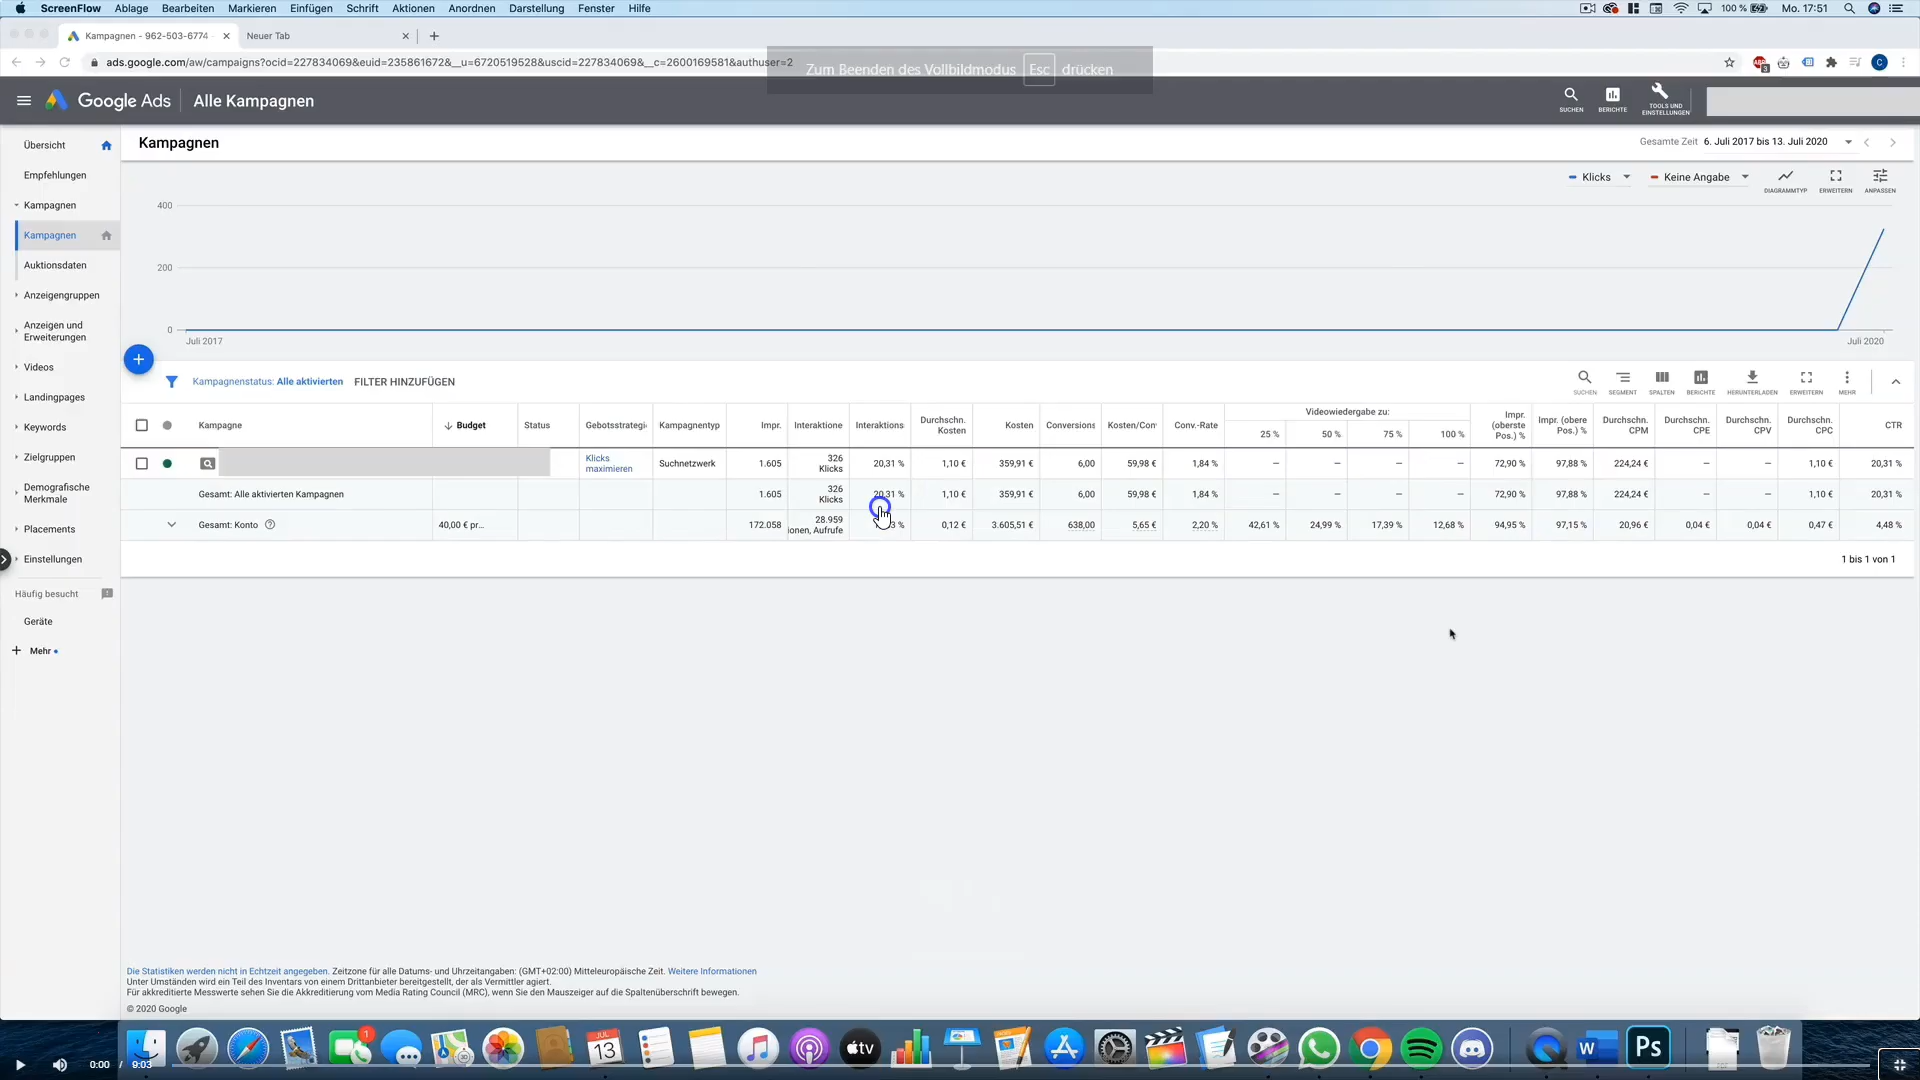 ScreenFlow Ablage Bearbeiten Markieren Einfügen Schrift Aktionen Anordnen Darstellung Fenster Hilfe 100 % Mo. 17:51
Kampagnen - 962-503-6774 Neuer Tab
ads.google.com/aw/campaigns?ocid=227834069&euid=235861672&__u=6720519528&uscid=227834069&__c=2600169581&authuser=2
Zum Beenden des Vollbildmodus Esc drücken
Google Ads Alle Kampagnen
SUCHEN
BERICHTE
TOOLS UND
EINSTELLUNGEN
Übersicht
Empfehlungen
Kampagnen
Kampagnen
Auktionsdaten
Anzeigengruppen
Anzeigen und
Erweiterungen
Videos
Landingpages
Keywords
Zielgruppen
Demografische
Merkmale
Placements
Einstellungen
Häufig besucht
Geräte
Mehr
Kampagnen
Gesamte Zeit 6. Juli 2017 bis 13. Juli 2020
Klicks Keine Angabe
DIAGRAMMTYP ERWEITERN ANPASSEN
400
200
0
Juli 2017 Juli 2020
Kampagnenstatus: Alle aktivierten FILTER HINZUFÜGEN
SUCHEN SEGMENT SPALTEN BERICHTE HERUNTERLADEN ERWEITERN MEHR
Kampagne Budget Status Gebotsstrategi Kampagnentyp Impr. Interaktione Interaktions Durchschn. Kosten Kosten Conversions Kosten/Con Conv.-Rate Videowiedergabe zu: 25 % 50 % 75 % 100 % Impr. (oberste Pos.) % Impr. (obere Pos.) % Durchschn. CPM Durchschn. CPE Durchschn. CPV Durchschn. CPC CTR
Klicks maximieren Suchnetzwerk 1.605 326 Klicks 20,31 % 1,10 € 359,91 € 6,00 59,98 € 1,84 % – – – – 72,90 % 97,88 % 224,24 € – – 1,10 € 20,31 %
Gesamt: Alle aktivierten Kampagnen 1.605 326 Klicks 20,31 % 1,10 € 359,91 € 6,00 59,98 € 1,84 % – – – – 72,90 % 97,88 % 224,24 € – – 1,10 € 20,31 %
Gesamt: Konto 40,00 € pr... 172.058 28.959 ionen, Aufrufe 3 % 0,12 € 3.605,51 € 638,00 5,65 € 2,20 % 42,61 % 24,99 % 17,39 % 12,68 % 94,95 % 97,15 % 20,96 € 0,04 € 0,04 € 0,47 € 4,48 %
1 bis 1 von 1
Die Statistiken werden nicht in Echtzeit angegeben. Zeitzone für alle Datums- und Uhrzeitangaben: (GMT+02:00) Mitteleuropäische Zeit. Weitere Informationen
Unter Umständen wird ein Teil des Inventars von einem Drittanbieter bereitgestellt, der als Vermittler agiert.
Für akkreditierte Messwerte sehen Sie die Akkreditierung vom Media Rating Council (MRC), wenn Sie den Mauszeiger auf die Spaltenüberschrift bewegen.
© 2020 Google
1
JUL
13
tv
W
Ps
0:00 / 9:03